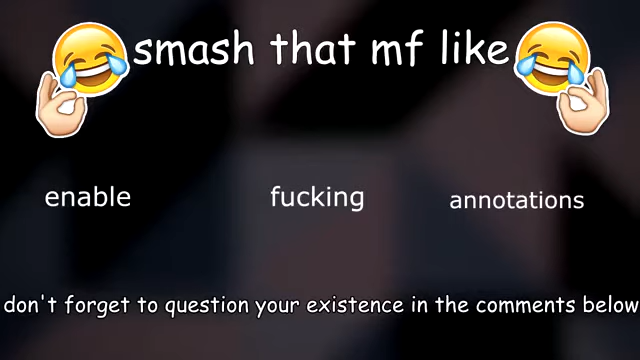 smash that mf like
enable fucking annotations
don't forget to question your existence in the comments below